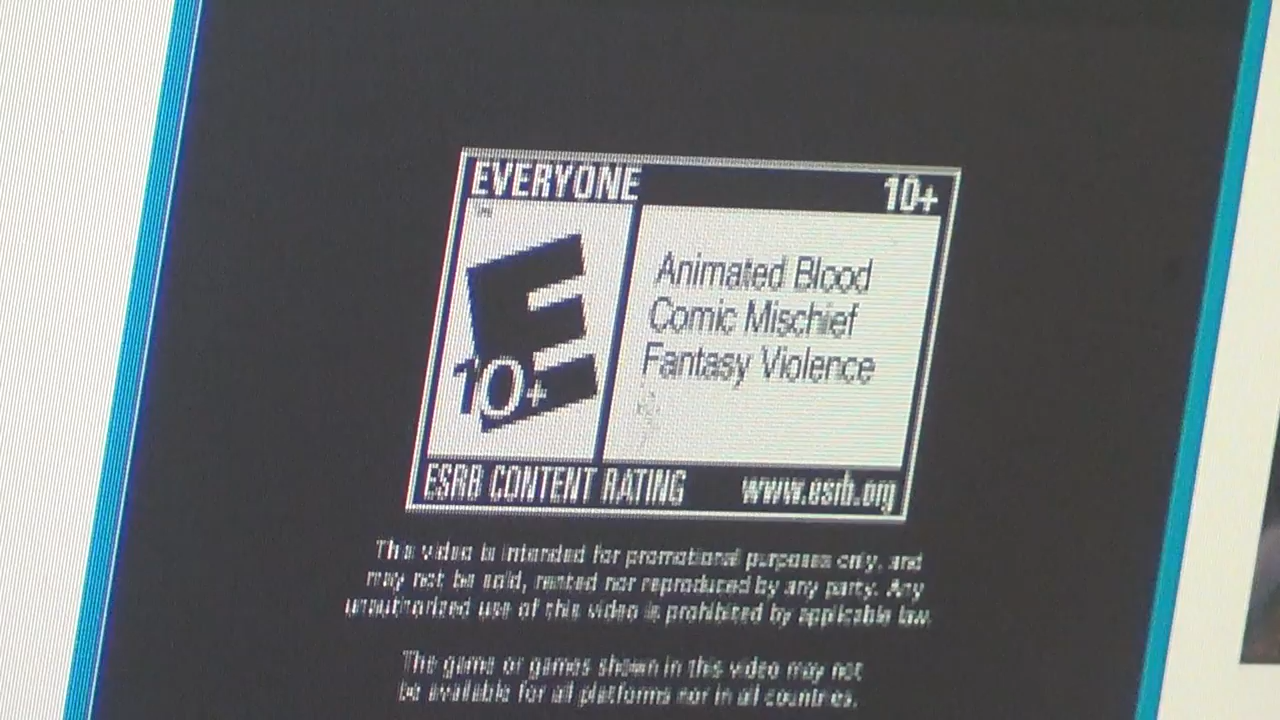 EVERYONE 10+
E
10+
Animated Blood
Comic Mischief
Fantasy Violence
ESRB CONTENT RATING www.esrb.org
This video is intended for promotional purposes only, and
may not be sold, rented nor reproduced by any party. Any
unauthorized use of this video is prohibited by applicable law.
The game or games shown in this video may not
be available for all platforms nor in all countries.